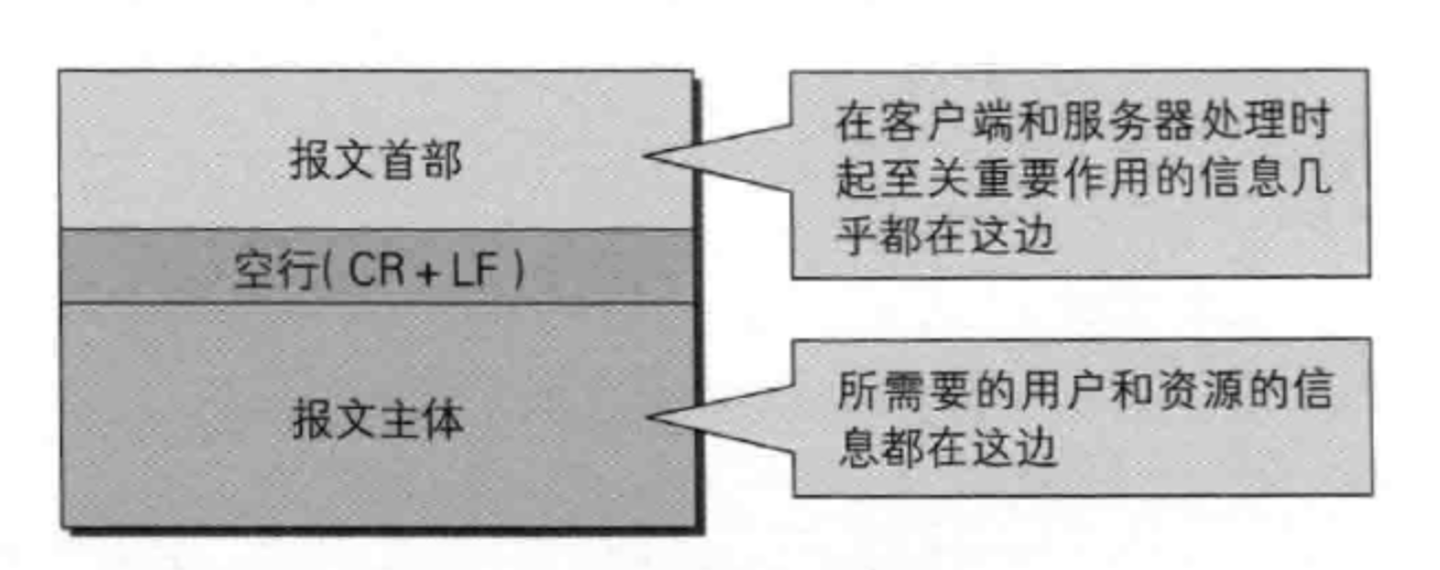 报文首部
空行(CR+LF)
报文主体
在客户端和服务器处理时
起至关重要作用的信息几
乎都在这边
所需要的用户和资源的信
息都在这边